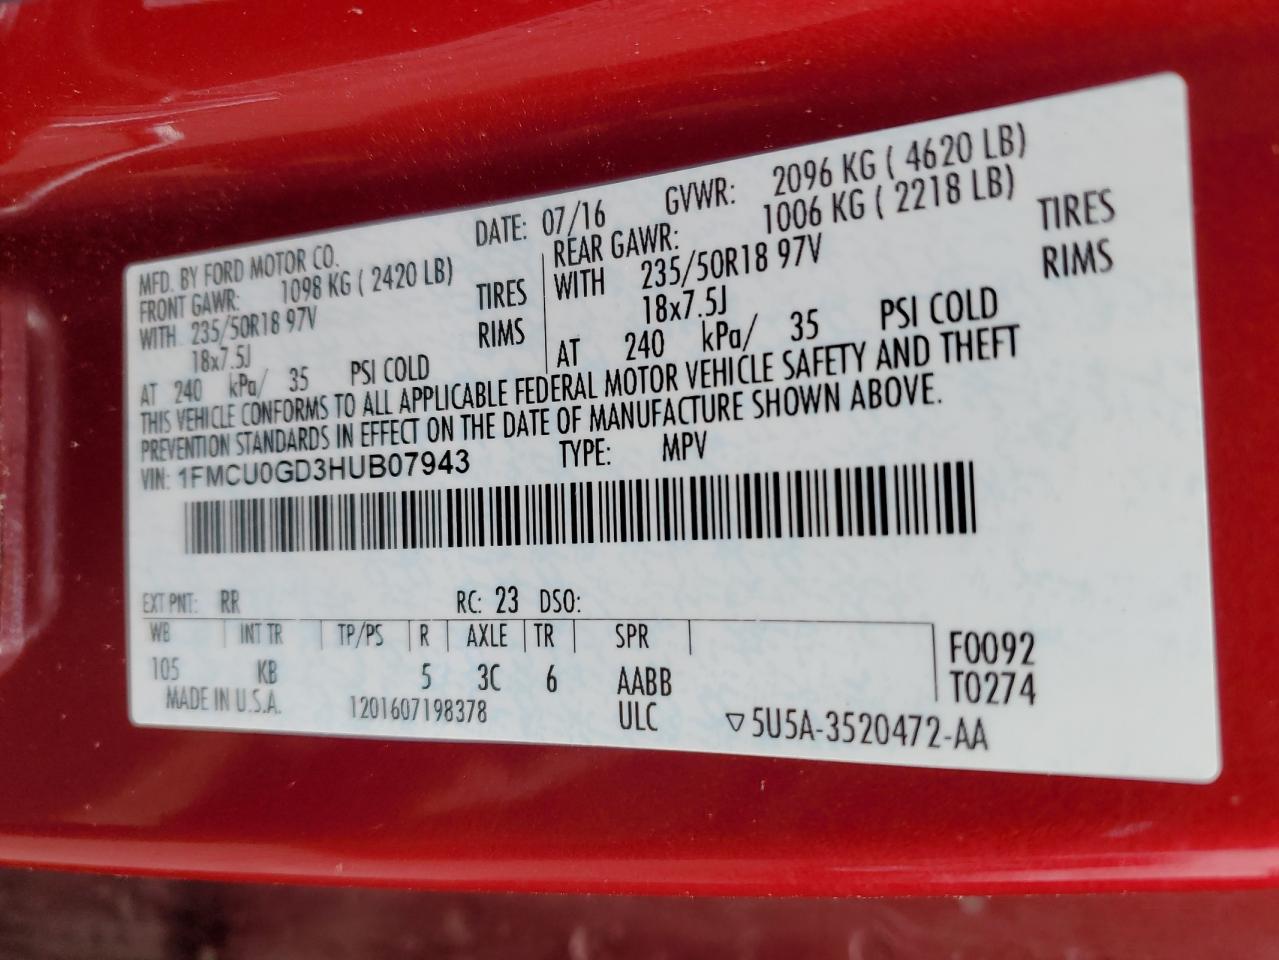 MFD. BY FORD MOTOR CO. DATE: 07/16 GVWR: 2096 KG ( 4620 LB)
FRONT GAWR: 1098 KG ( 2420 LB) REAR GAWR: 1006 KG ( 2218 LB)
WITH 235/50R18 97V TIRES WITH 235/50R18 97V TIRES
18x7.5J RIMS 18x7.5J RIMS
AT 240 kPa/ 35 PSI COLD AT 240 kPa/ 35 PSI COLD
THIS VEHICLE CONFORMS TO ALL APPLICABLE FEDERAL MOTOR VEHICLE SAFETY AND THEFT
PREVENTION STANDARDS IN EFFECT ON THE DATE OF MANUFACTURE SHOWN ABOVE.
VIN: 1FMCU0GD3HUB07943 TYPE: MPV
EXT PNT: RR RC: 23 DSO:
WB INT TR TP/PS R AXLE TR SPR F0092
105 KB 5 3C 6 AABB T0274
MADE IN U.S.A. 1201607198378 ULC ▽5U5A-3520472-AA